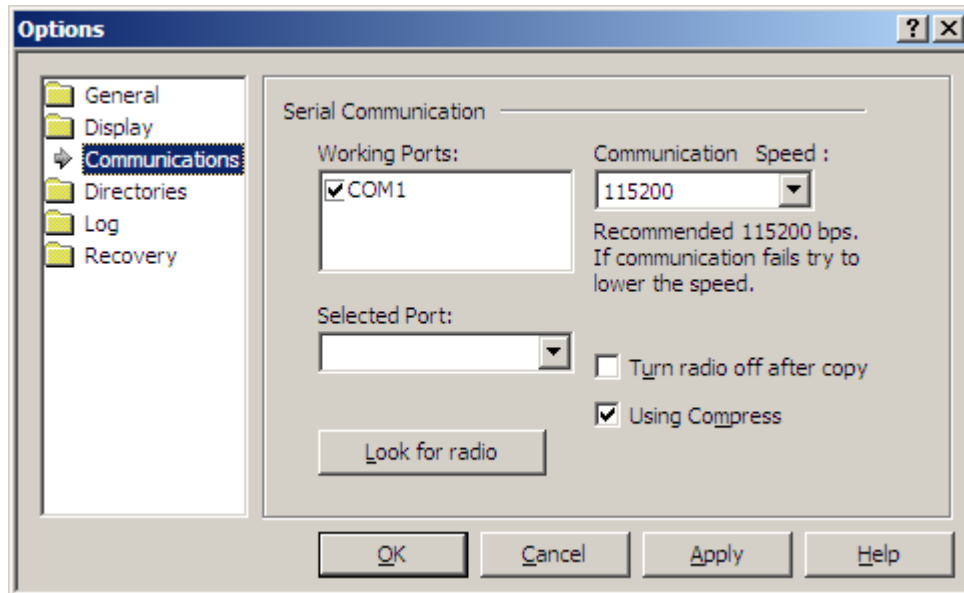 Options
General
Display
Communications
Directories
Log
Recovery
Serial Communication
Working Ports:
COM1
Communication Speed :
115200
Recommended 115200 bps.
If communication fails try to
lower the speed.
Selected Port:
Turn radio off after copy
Using Compress
Look for radio
OK
Cancel
Apply
Help